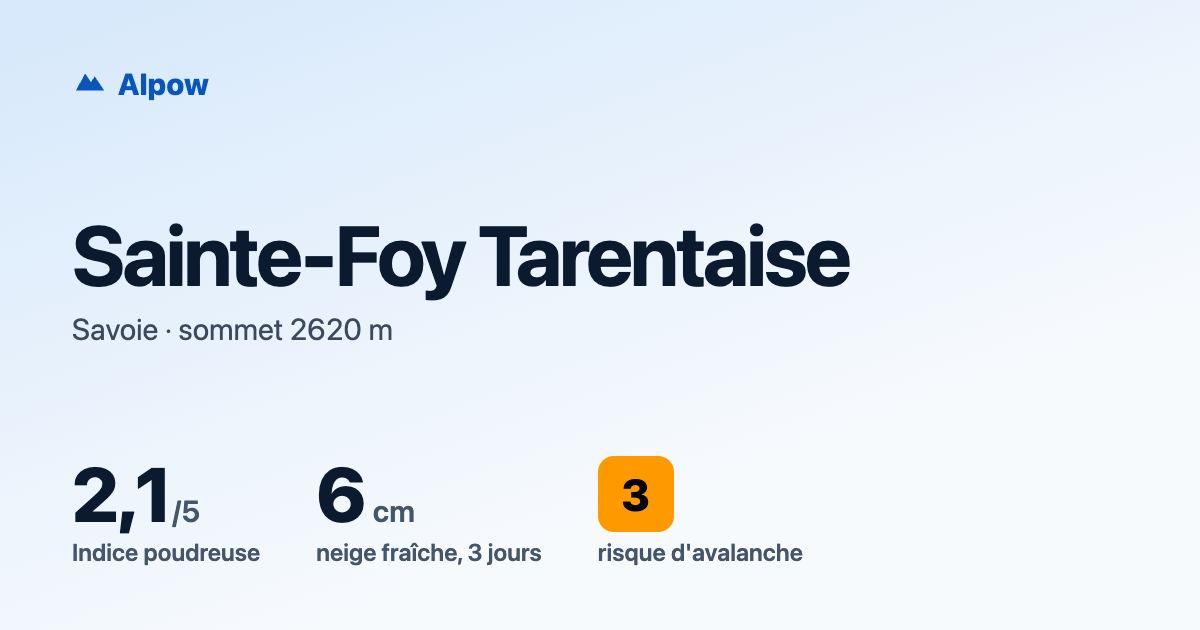 Alpow
Sainte-Foy Tarentaise
Savoie · sommet 2620 m
2,1/5
Indice poudreuse
6 cm
neige fraîche, 3 jours
3
risque d'avalanche